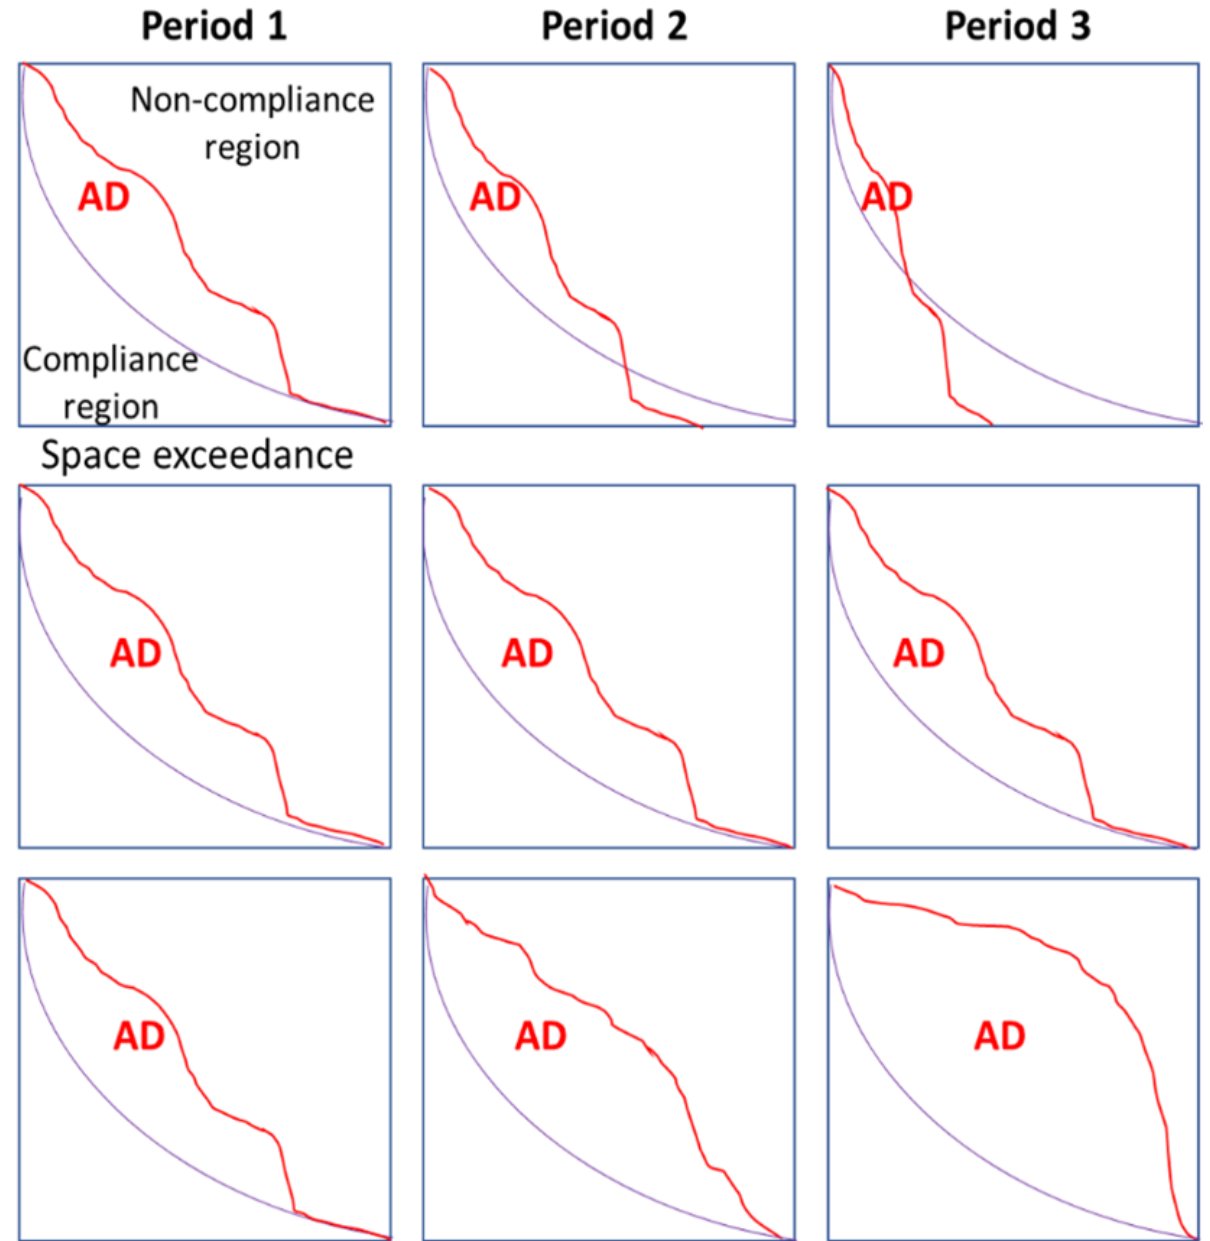 Period 1 Period 2 Period 3
Non-compliance
region
AD AD AD
Compliance
region
Space exceedance
AD AD AD
AD AD AD